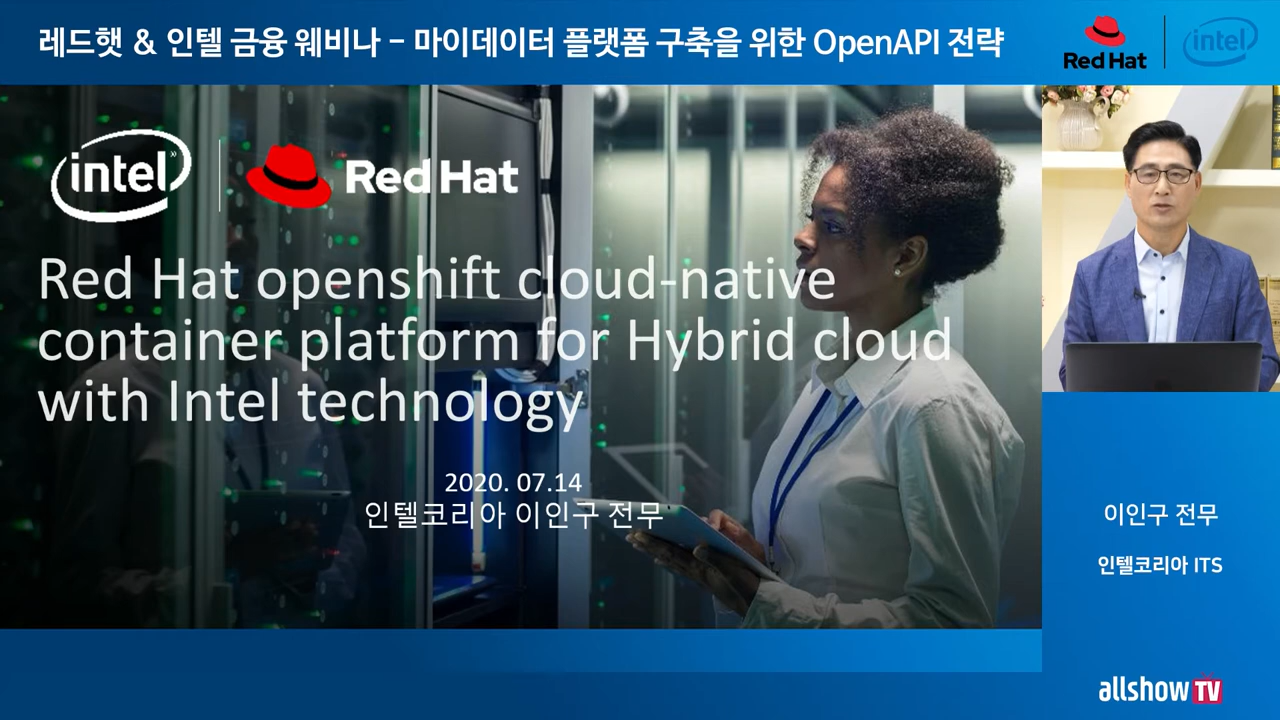 레드햇 & 인텔 금융 웨비나 - 마이데이터 플랫폼 구축을 위한 OpenAPI 전략
Red Hat
intel
intel
Red Hat
Red Hat openshift cloud-native
container platform for Hybrid cloud
with Intel technology
2020. 07.14
인텔코리아 이인구 전무
이인구 전무
인텔코리아 ITS
allshow TV